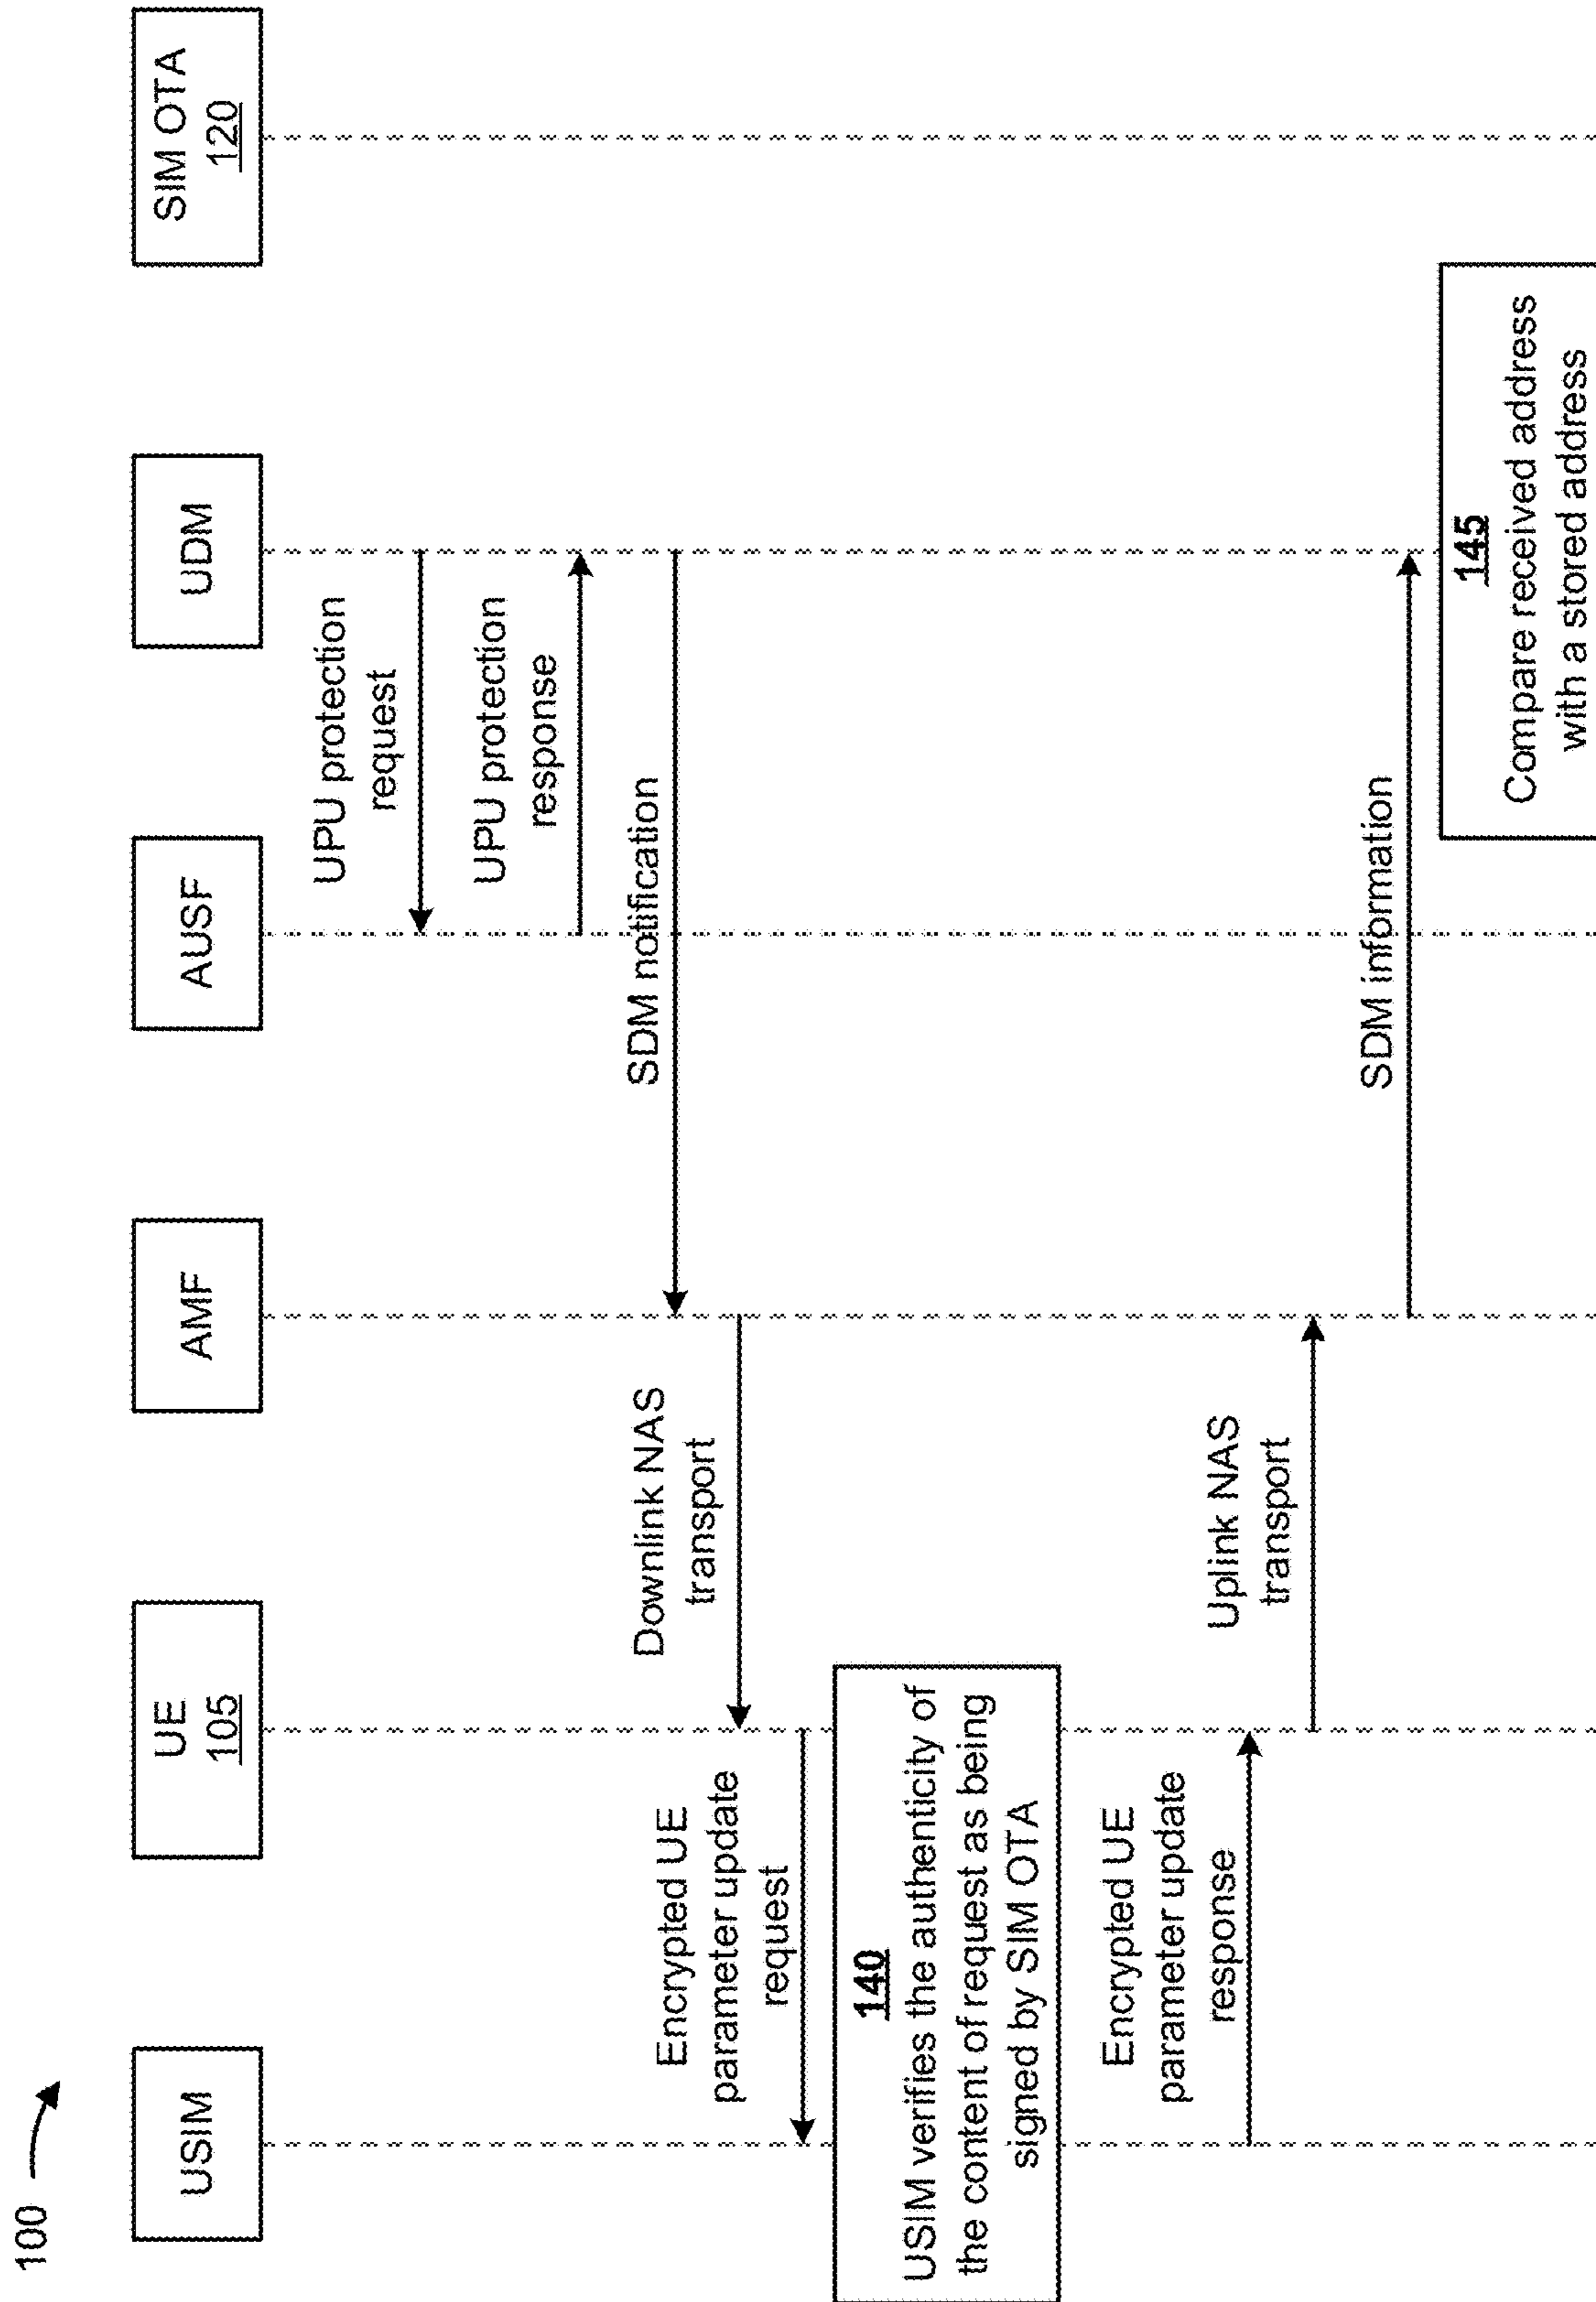 100
USIM
UE
105
AMF
AUSF
UDM
SIM OTA
120
UPU protection
request
UPU protection
response
SDM notification
Downlink NAS
transport
Encrypted UE
parameter update
request
140
USIM verifies the authenticity of
the content of request as being
signed by SIM OTA
Encrypted UE
parameter update
response
Uplink NAS
transport
SDM information
145
Compare received address
with a stored address